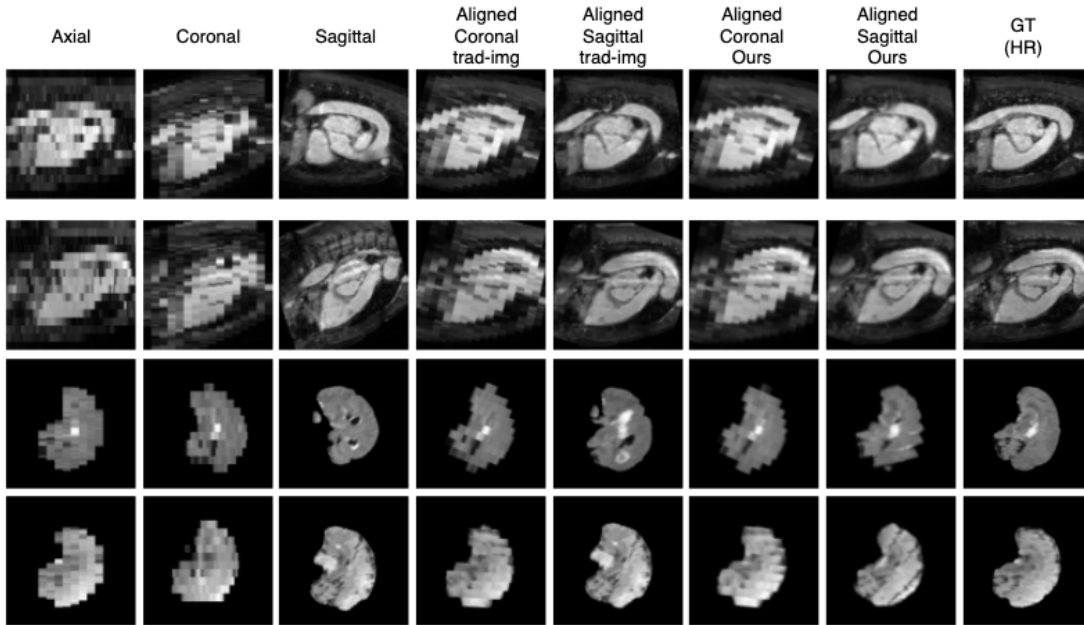 Axial
Coronal
Sagittal
Aligned
Coronal
trad-img
Aligned
Sagittal
trad-img
Aligned
Coronal
Ours
Aligned
Sagittal
Ours
GT
(HR)